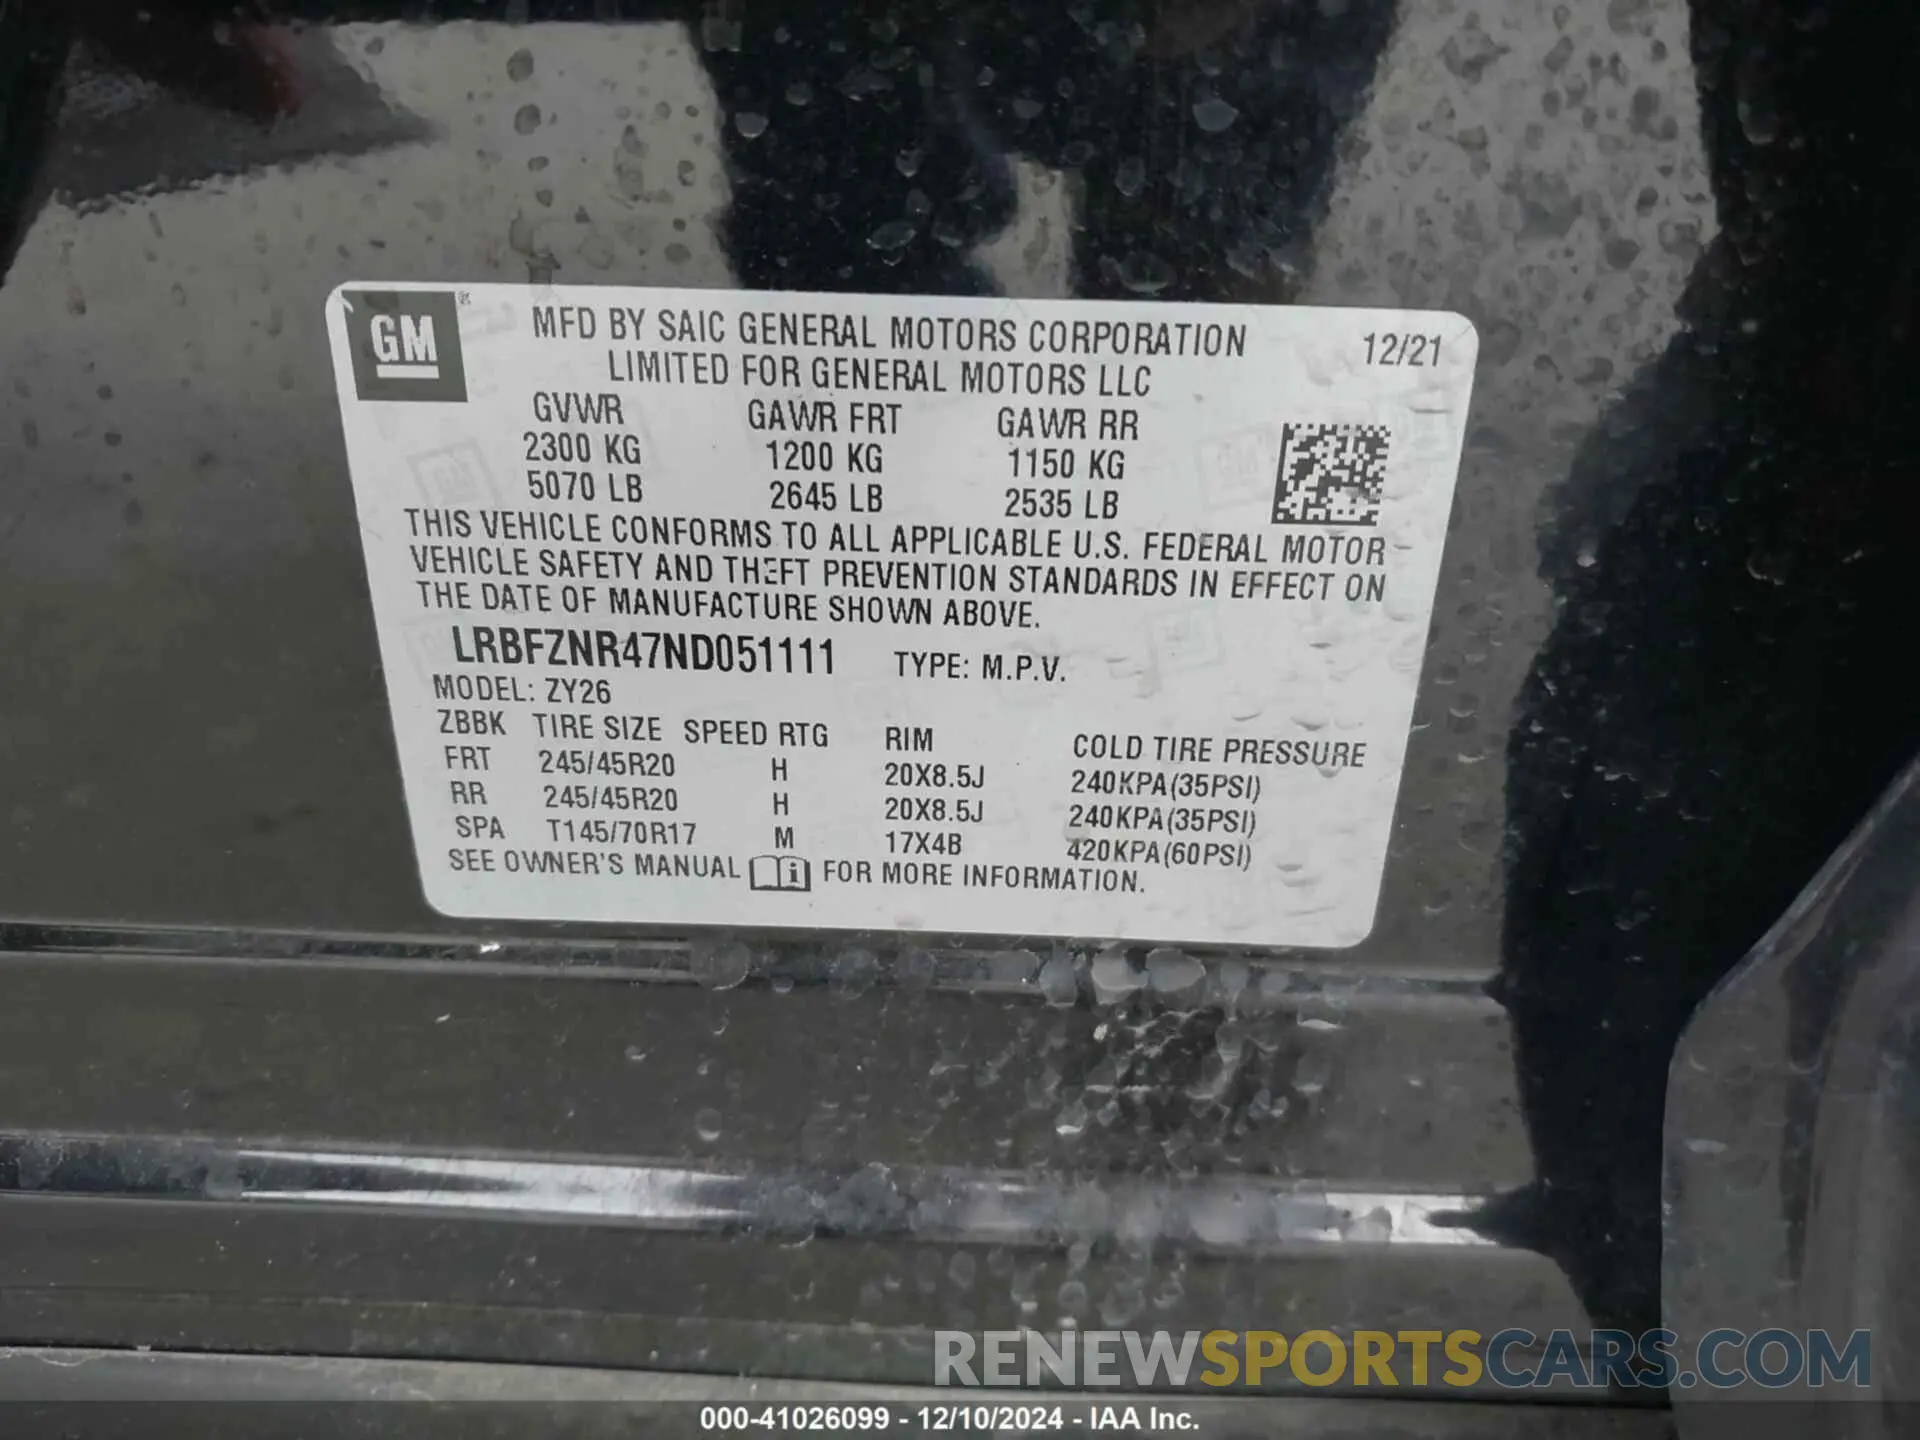 GM ®
MFD BY SAIC GENERAL MOTORS CORPORATION
LIMITED FOR GENERAL MOTORS LLC
12/21
GVWR GAWR FRT GAWR RR
2300 KG 1200 KG 1150 KG
5070 LB 2645 LB 2535 LB
THIS VEHICLE CONFORMS TO ALL APPLICABLE U.S. FEDERAL MOTOR
VEHICLE SAFETY AND THEFT PREVENTION STANDARDS IN EFFECT ON
THE DATE OF MANUFACTURE SHOWN ABOVE.
LRBFZNR47ND051111 TYPE: M.P.V.
MODEL: ZY26
ZBBK TIRE SIZE SPEED RTG RIM COLD TIRE PRESSURE
FRT 245/45R20 H 20X8.5J 240KPA(35PSI)
RR 245/45R20 H 20X8.5J 240KPA(35PSI)
SPA T145/70R17 M 17X4B 420KPA(60PSI)
SEE OWNER'S MANUAL i FOR MORE INFORMATION.
RENEWSPORTSCARS.COM
000-41026099 - 12/10/2024 - IAA Inc.